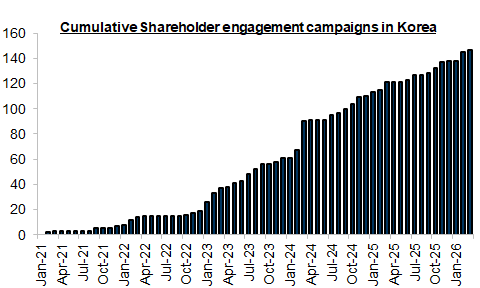 Cumulative Shareholder engagement campaigns in Korea
160
140
120
100
80
60
40
20
0
Jan-21
Apr-21
Jul-21
Oct-21
Jan-22
Apr-22
Jul-22
Oct-22
Jan-23
Apr-23
Jul-23
Oct-23
Jan-24
Apr-24
Jul-24
Oct-24
Jan-25
Apr-25
Jul-25
Oct-25
Jan-26